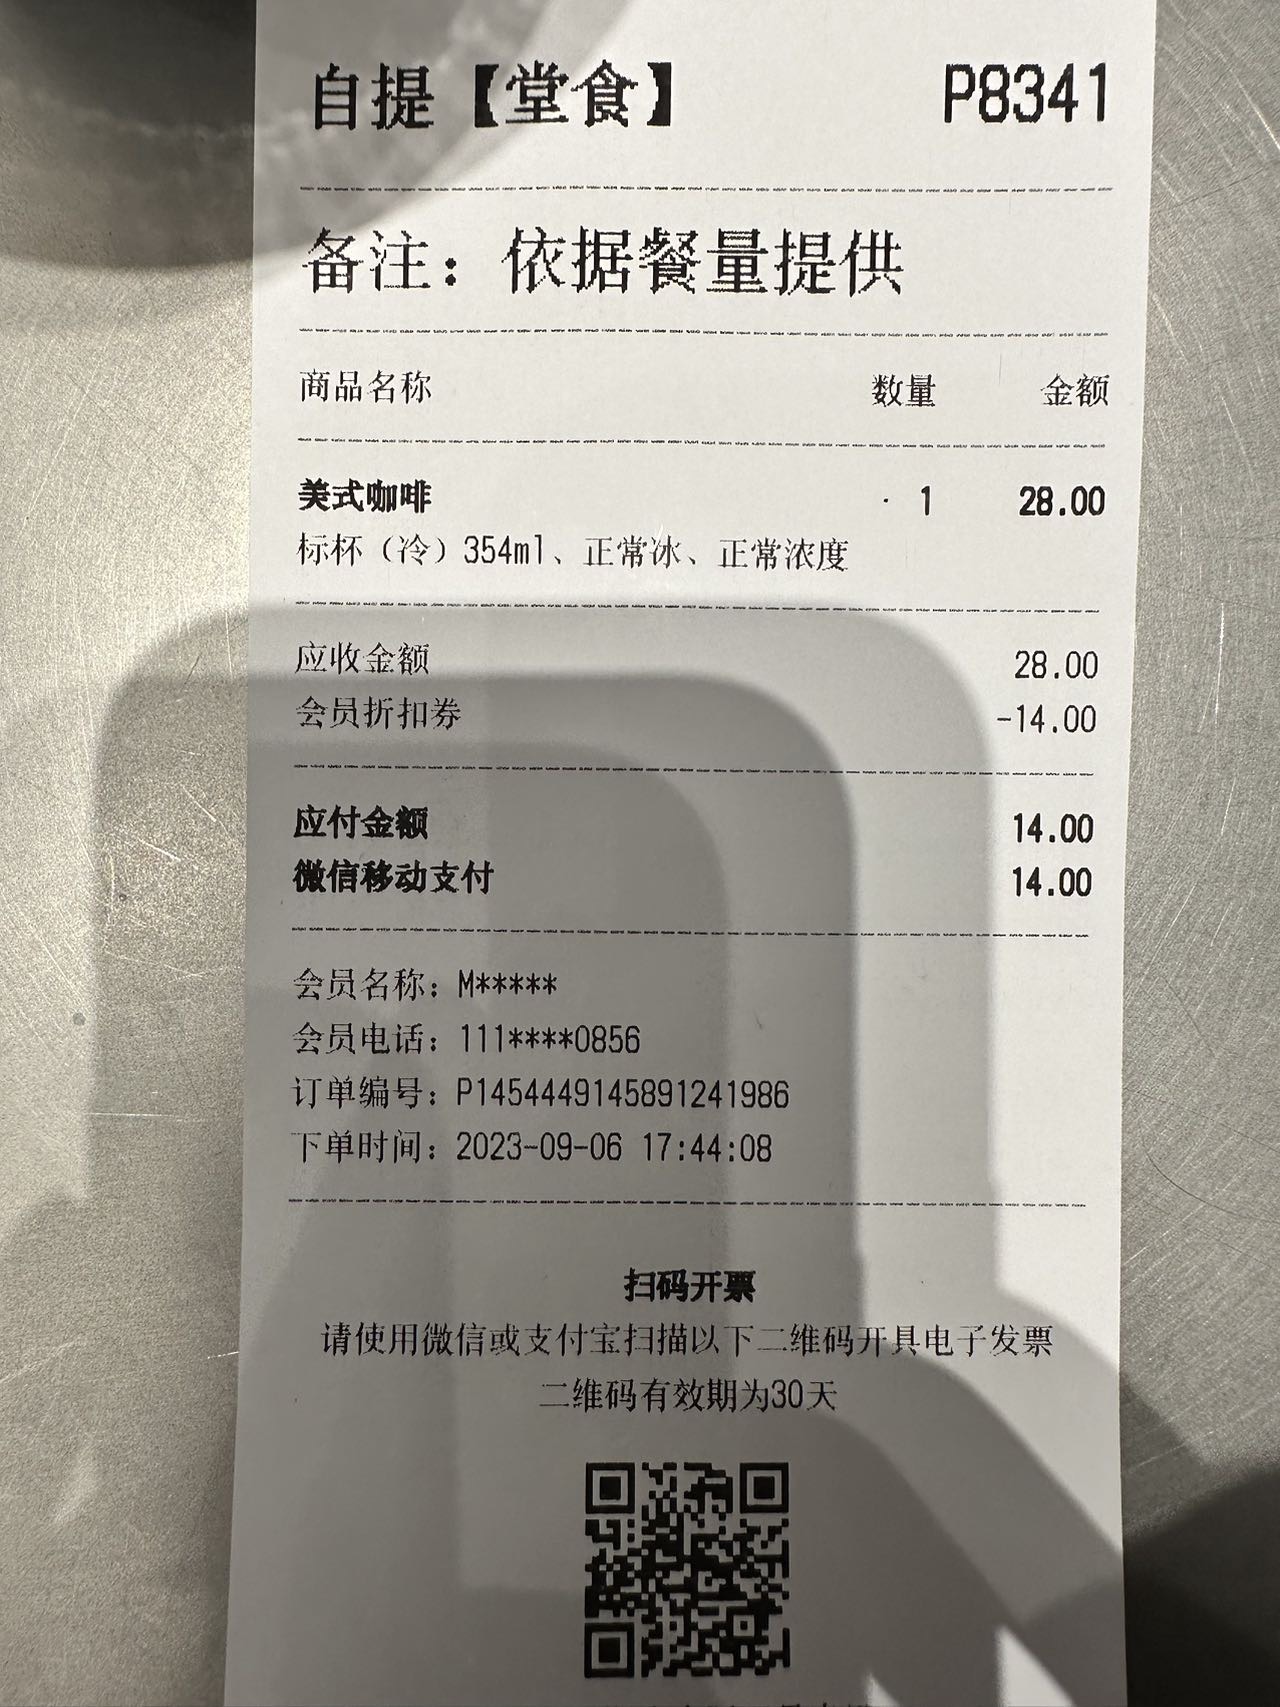 自提【堂食】 P8341
备注：依据餐量提供
商品名称 数量 金额
美式咖啡 1 28.00
标杯（冷）354ml、正常冰、正常浓度
应收金额 28.00
会员折扣券 -14.00
应付金额 14.00
微信移动支付 14.00
会员名称：M*****
会员电话：111****0856
订单编号：P1454449145891241986
下单时间：2023-09-06 17:44:08
扫码开票
请使用微信或支付宝扫描以下二维码开具电子发票
二维码有效期为30天